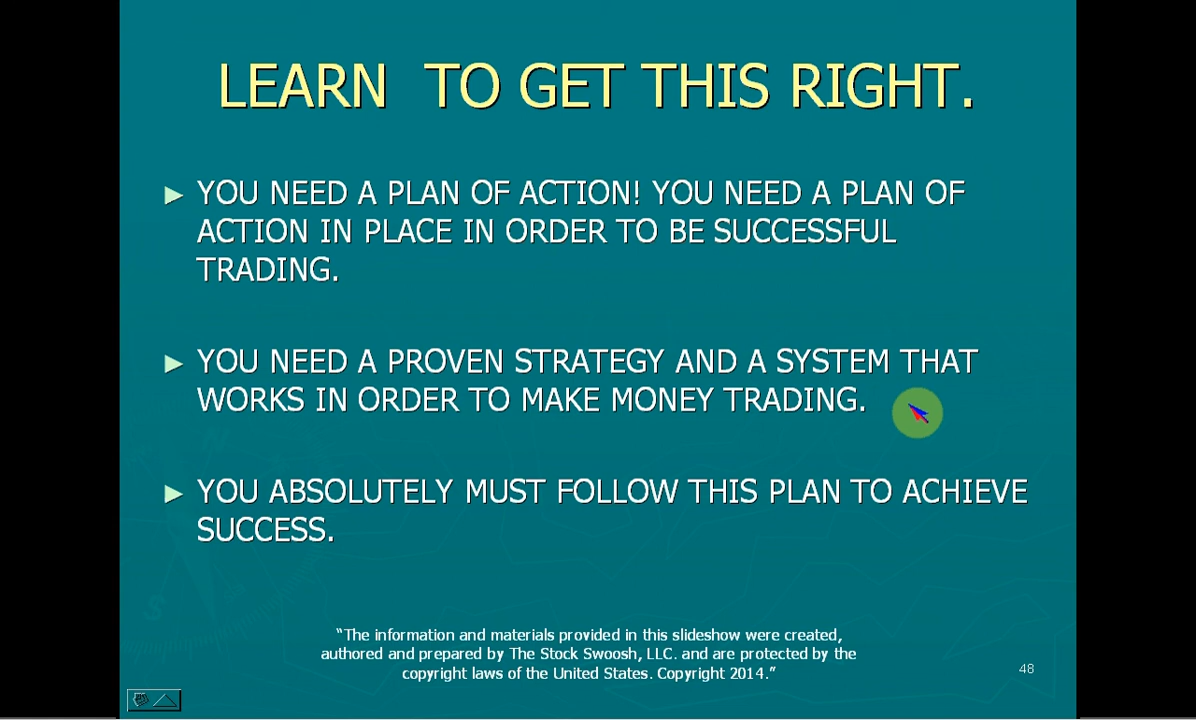 LEARN TO GET THIS RIGHT.
► YOU NEED A PLAN OF ACTION! YOU NEED A PLAN OF
ACTION IN PLACE IN ORDER TO BE SUCCESSFUL
TRADING.
► YOU NEED A PROVEN STRATEGY AND A SYSTEM THAT
WORKS IN ORDER TO MAKE MONEY TRADING.
► YOU ABSOLUTELY MUST FOLLOW THIS PLAN TO ACHIEVE
SUCCESS.
“The information and materials provided in this slideshow were created,
authored and prepared by The Stock Swoosh, LLC. and are protected by the
copyright laws of the United States. Copyright 2014.”
48
S